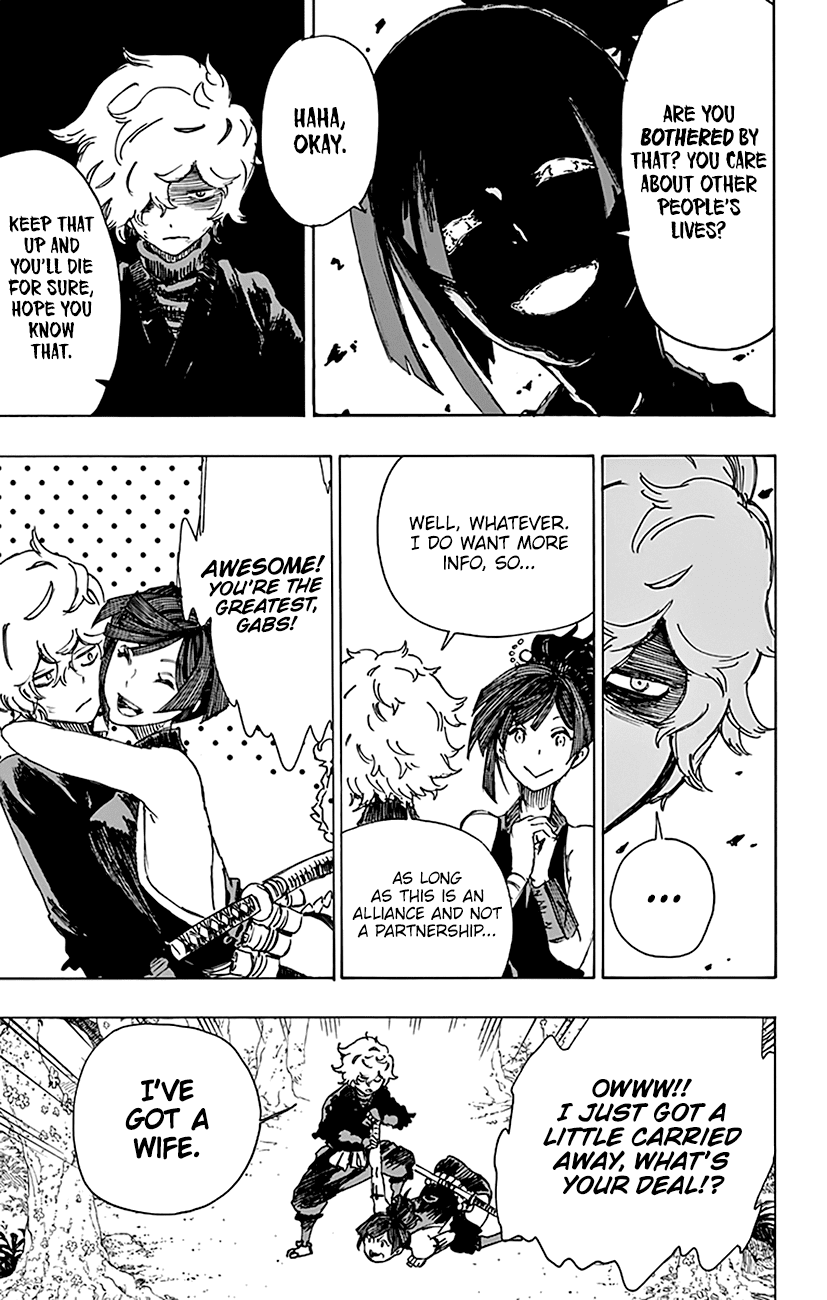 ARE YOU
BOTHERED BY
THAT? YOU CARE
ABOUT OTHER
PEOPLE'S
LIVES?
HAHA,
OKAY.
KEEP THAT
UP AND
YOU'LL DIE
FOR SURE,
HOPE YOU
KNOW
THAT.
...
WELL, WHATEVER.
I DO WANT MORE
INFO, SO...
AS LONG
AS THIS IS AN
ALLIANCE AND NOT
A PARTNERSHIP...
AWESOME!
YOU'RE THE
GREATEST,
GABS!
OWWW!!
I JUST GOT A
LITTLE CARRIED
AWAY, WHAT'S
YOUR DEAL!?
I'VE
GOT A
WIFE.